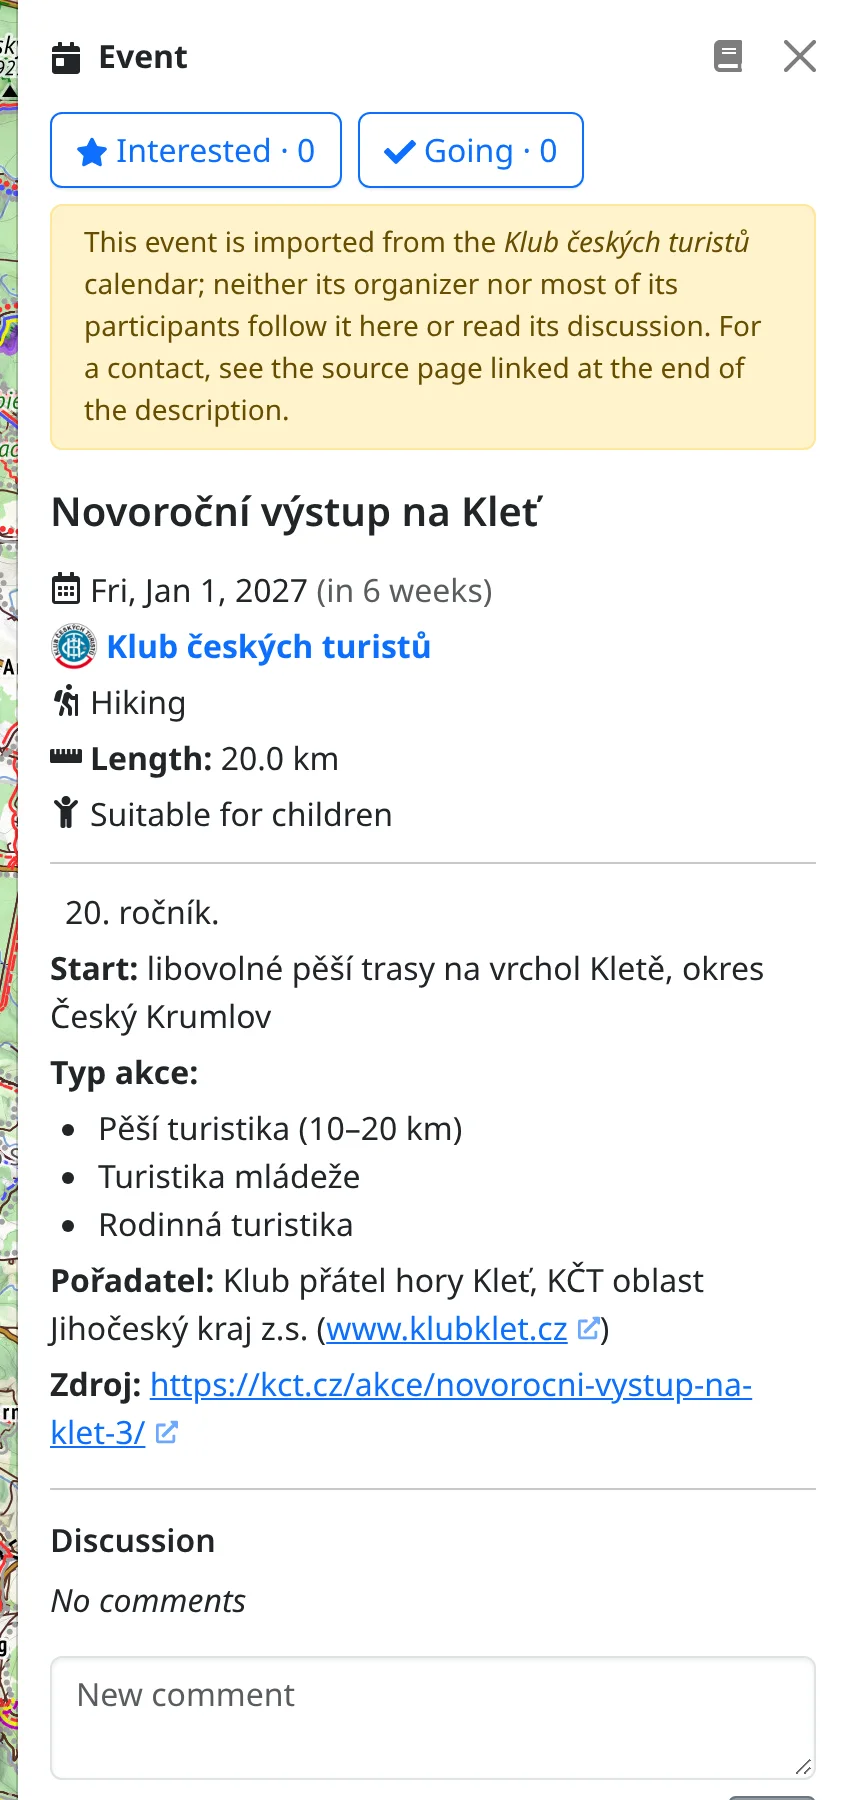 Event
Interested · 0
Going · 0
This event is imported from the Klub českých turistů
calendar; neither its organizer nor most of its
participants follow it here or read its discussion. For
a contact, see the source page linked at the end of
the description.
Novoroční výstup na Kleť
Fri, Jan 1, 2027 (in 6 weeks)
Klub českých turistů
Hiking
Length: 20.0 km
Suitable for children
20. ročník.
Start: libovolné pěší trasy na vrchol Kletě, okres
Český Krumlov
Typ akce:
• Pěší turistika (10–20 km)
• Turistika mládeže
• Rodinná turistika
Pořadatel: Klub přátel hory Kleť, KČT oblast
Jihočeský kraj z.s. (www.klubklet.cz)
Zdroj: https://kct.cz/akce/novorocni-vystup-na-
klet-3/
Discussion
No comments
New comment